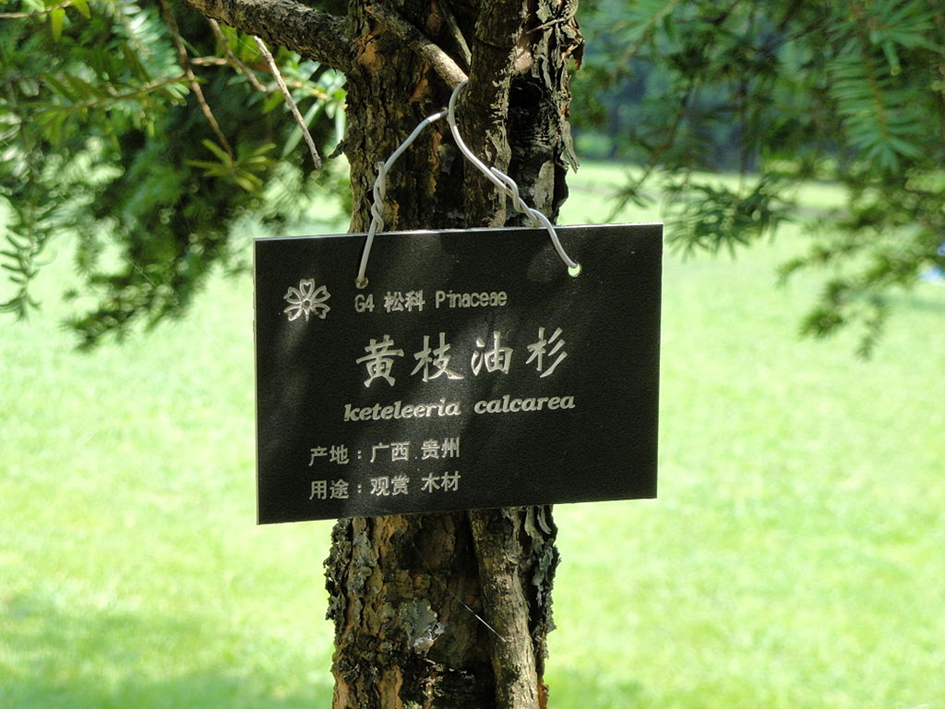 G4 松科 Pinaceae
黄枝油杉
keteleeria calcarea
产地：广西 贵州
用途：观赏 木材